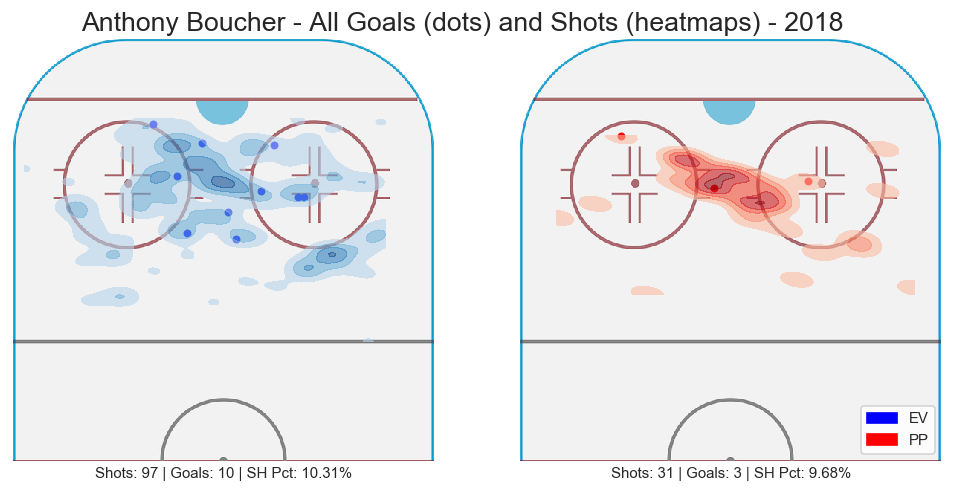 Anthony Boucher - All Goals (dots) and Shots (heatmaps) - 2018
EV
PP
Shots: 97 | Goals: 10 | SH Pct: 10.31%
Shots: 31 | Goals: 3 | SH Pct: 9.68%